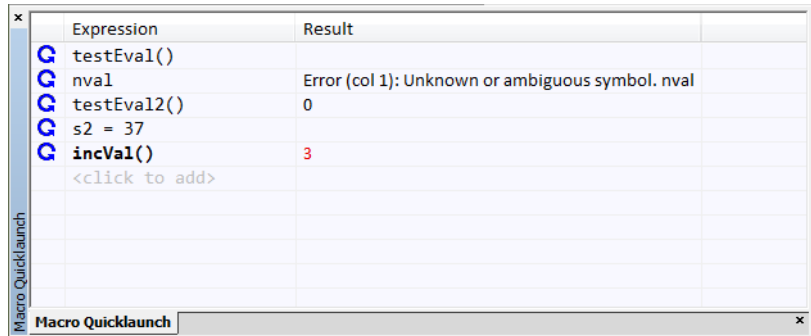 Expression Result
testEval()
nval Error (col 1): Unknown or ambiguous symbol. nval
testEval2() 0
s2 = 37
incVal() 3
<click to add>
Macro Quicklaunch
Macro Quicklaunch